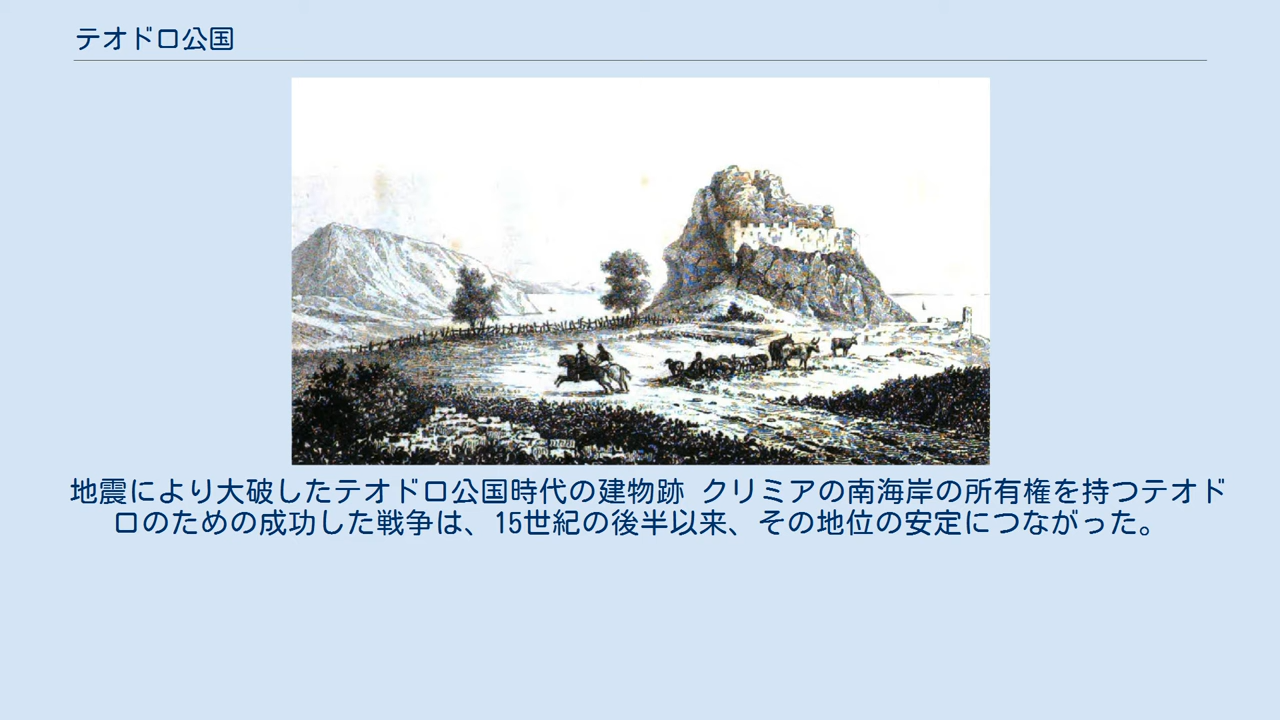 テオドロ公国
地震により大破したテオドロ公国時代の建物跡 クリミアの南海岸の所有権を持つテオド
ロのための成功した戦争は、15世紀の後半以来、その地位の安定につながった。